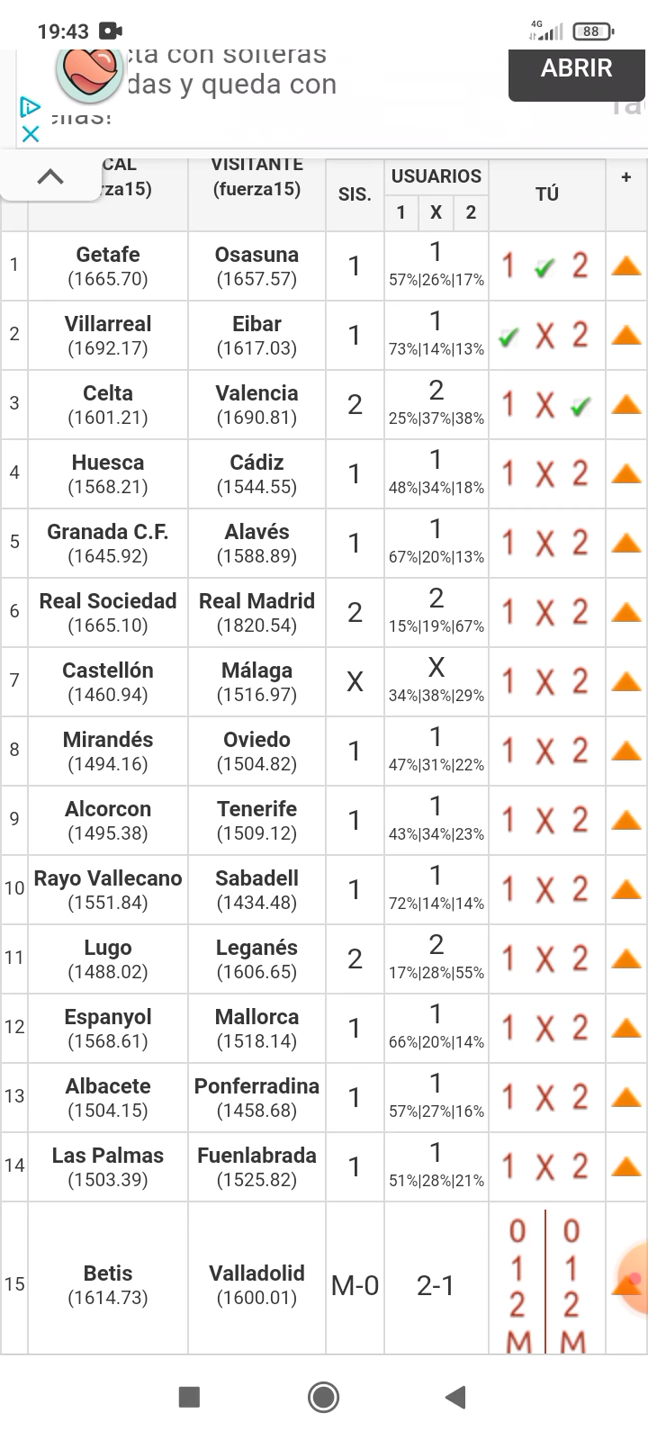 19:43
4G
88
cta con solteras
das y queda con
ellas!
ABRIR
CAL
rza15)
VISITANTE
(fuerza15)
SIS.
USUARIOS
1 X 2
TÚ
+
1 Getafe Osasuna 1 1 1 2
(1665.70) (1657.57) 57%|26%|17%
2 Villarreal Eibar 1 1 X 2
(1692.17) (1617.03) 73%|14%|13%
3 Celta Valencia 2 2 1 X
(1601.21) (1690.81) 25%|37%|38%
4 Huesca Cádiz 1 1 1 X 2
(1568.21) (1544.55) 48%|34%|18%
5 Granada C.F. Alavés 1 1 1 X 2
(1645.92) (1588.89) 67%|20%|13%
6 Real Sociedad Real Madrid 2 2 1 X 2
(1665.10) (1820.54) 15%|19%|67%
7 Castellón Málaga X X 1 X 2
(1460.94) (1516.97) 34%|38%|29%
8 Mirandés Oviedo 1 1 1 X 2
(1494.16) (1504.82) 47%|31%|22%
9 Alcorcon Tenerife 1 1 1 X 2
(1495.38) (1509.12) 43%|34%|23%
10 Rayo Vallecano Sabadell 1 1 1 X 2
(1551.84) (1434.48) 72%|14%|14%
11 Lugo Leganés 2 2 1 X 2
(1488.02) (1606.65) 17%|28%|55%
12 Espanyol Mallorca 1 1 1 X 2
(1568.61) (1518.14) 66%|20%|14%
13 Albacete Ponferradina 1 1 1 X 2
(1504.15) (1458.68) 57%|27%|16%
14 Las Palmas Fuenlabrada 1 1 1 X 2
(1503.39) (1525.82) 51%|28%|21%
15 Betis Valladolid M-0 2-1
(1614.73) (1600.01)
0 0
1 1
2 2
M M